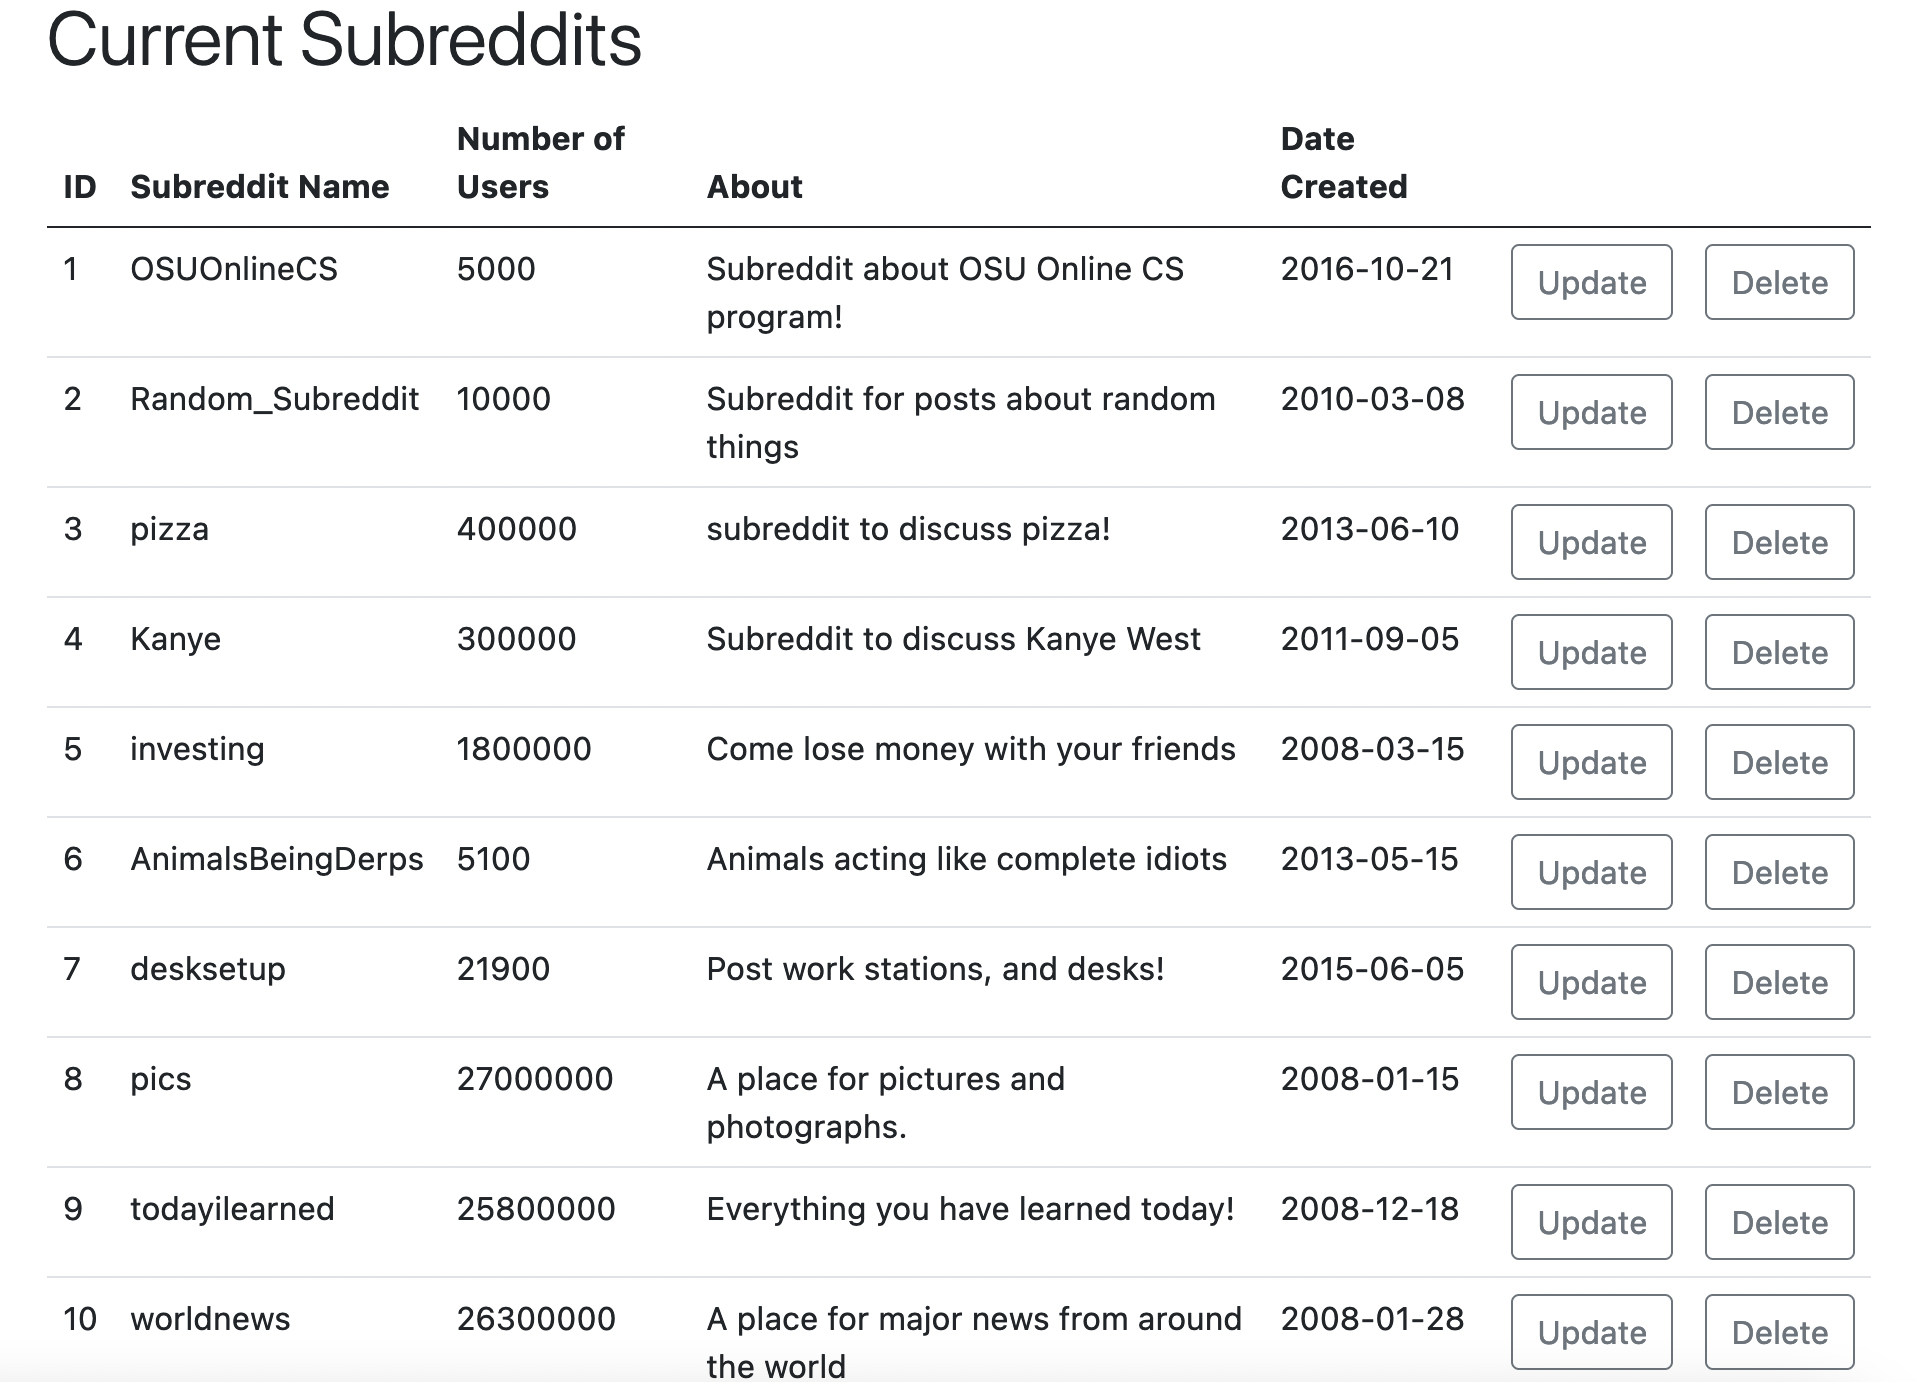 Current Subreddits
ID Subreddit Name Number of Users About Date Created
1 OSUOnlineCS 5000 Subreddit about OSU Online CS program! 2016-10-21 Update Delete
2 Random_Subreddit 10000 Subreddit for posts about random things 2010-03-08 Update Delete
3 pizza 400000 subreddit to discuss pizza! 2013-06-10 Update Delete
4 Kanye 300000 Subreddit to discuss Kanye West 2011-09-05 Update Delete
5 investing 1800000 Come lose money with your friends 2008-03-15 Update Delete
6 AnimalsBeingDerps 5100 Animals acting like complete idiots 2013-05-15 Update Delete
7 desksetup 21900 Post work stations, and desks! 2015-06-05 Update Delete
8 pics 27000000 A place for pictures and photographs. 2008-01-15 Update Delete
9 todayilearned 25800000 Everything you have learned today! 2008-12-18 Update Delete
10 worldnews 26300000 A place for major news from around the world 2008-01-28 Update Delete